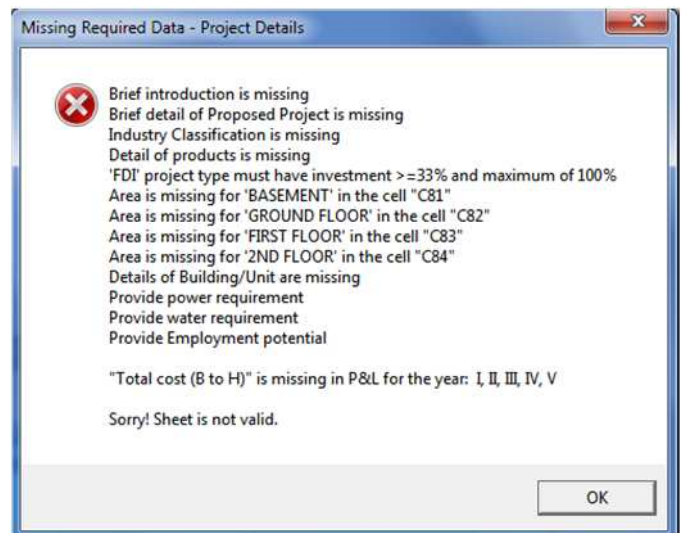 Missing Required Data - Project Details
Brief introduction is missing
Brief detail of Proposed Project is missing
Industry Classification is missing
Detail of products is missing
'FDI' project type must have investment >=33% and maximum of 100%
Area is missing for 'BASEMENT' in the cell "C81"
Area is missing for 'GROUND FLOOR' in the cell "C82"
Area is missing for 'FIRST FLOOR' in the cell "C83"
Area is missing for '2ND FLOOR' in the cell "C84"
Details of Building/Unit are missing
Provide power requirement
Provide water requirement
Provide Employment potential
"Total cost (B to H)" is missing in P&L for the year: I, II, III, IV, V
Sorry! Sheet is not valid.
OK